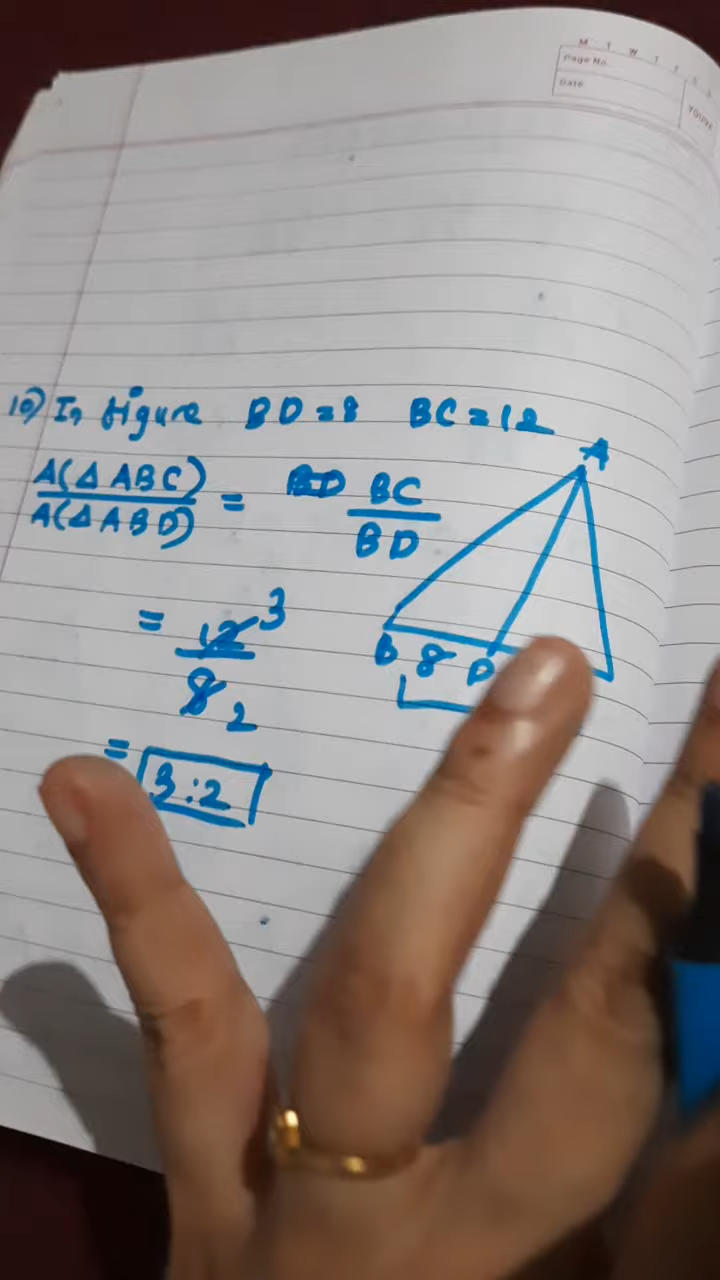 M T W T F S S
Page No.
Date
YOUVA
10) In figure BD = 8 BC = 12
A(Δ ABC) / A(Δ ABD) = BC / BD
A
= 12 3 / 8 2
B 8 D
= 3:2